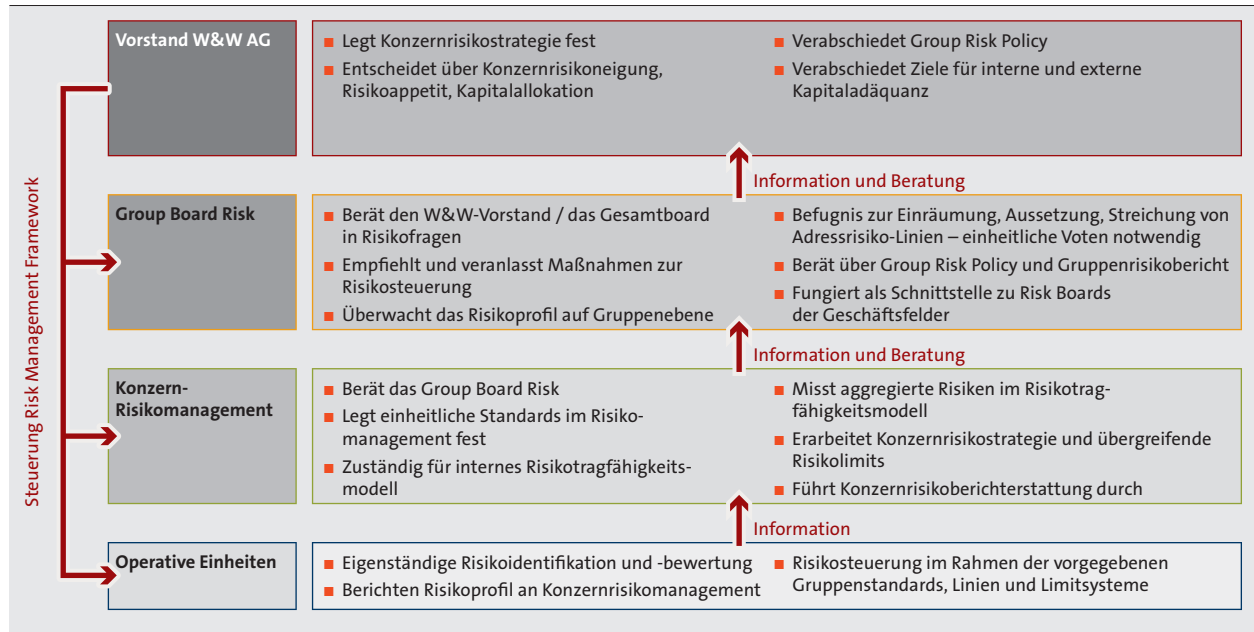 Steuerung Risk Management Framework
Vorstand W&W AG
■ Legt Konzernrisikostrategie fest
■ Entscheidet über Konzernrisikoneigung,
Risikoappetit, Kapitalallokation
■ Verabschiedet Group Risk Policy
■ Verabschiedet Ziele für interne und externe
Kapitaladäquanz
Information und Beratung
Group Board Risk
■ Berät den W&W-Vorstand / das Gesamtboard
in Risikofragen
■ Empfiehlt und veranlasst Maßnahmen zur
Risikosteuerung
■ Überwacht das Risikoprofil auf Gruppenebene
■ Befugnis zur Einräumung, Aussetzung, Streichung von
Adressrisiko-Linien – einheitliche Voten notwendig
■ Berät über Group Risk Policy und Gruppenrisikobericht
■ Fungiert als Schnittstelle zu Risk Boards
der Geschäftsfelder
Information und Beratung
Konzern-
Risikomanagement
■ Berät das Group Board Risk
■ Legt einheitliche Standards im Risiko-
management fest
■ Zuständig für internes Risikotragfähigkeits-
modell
■ Misst aggregierte Risiken im Risikotrag-
fähigkeitsmodell
■ Erarbeitet Konzernrisikostrategie und übergreifende
Risikolimits
■ Führt Konzernrisikoberichterstattung durch
Information
Operative Einheiten
■ Eigenständige Risikoidentifikation und -bewertung
■ Berichten Risikoprofil an Konzernrisikomanagement
■ Risikosteuerung im Rahmen der vorgegebenen
Gruppenstandards, Linien und Limitsysteme